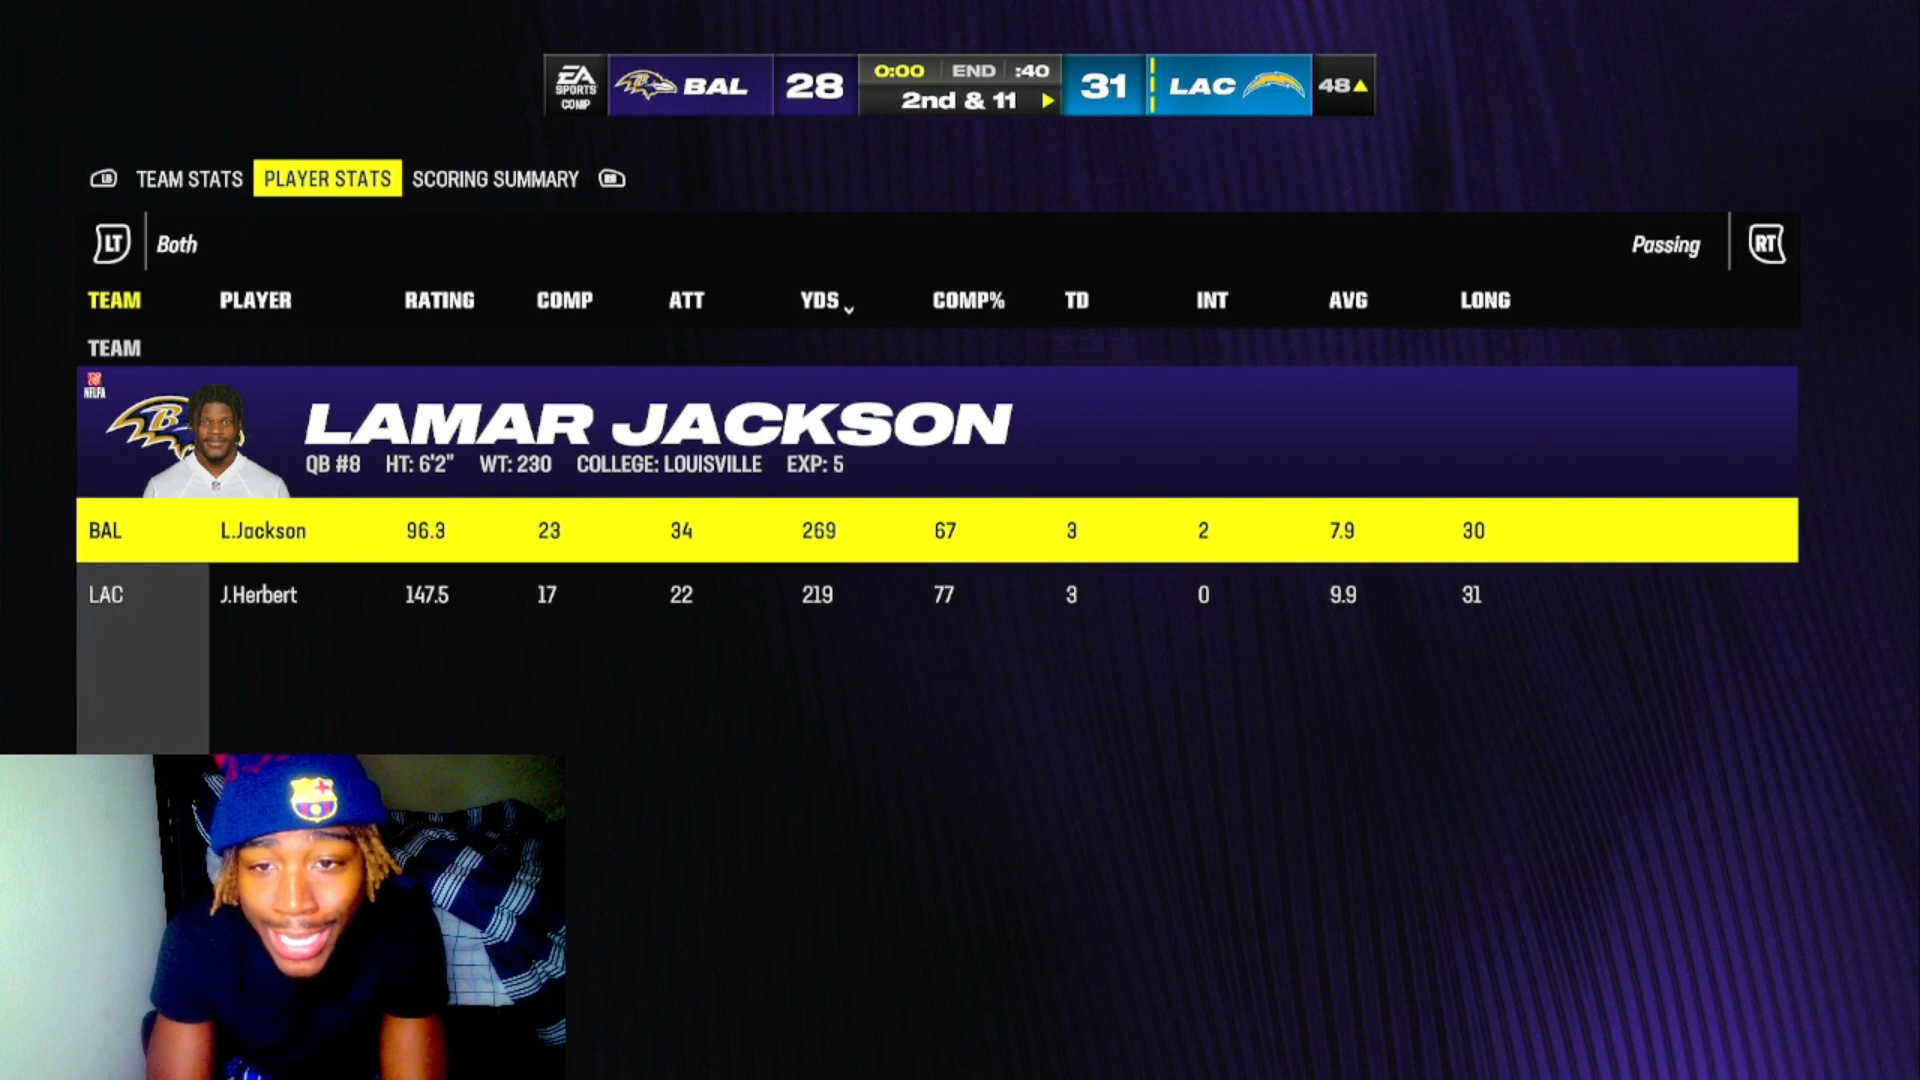 EA SPORTS COMP BAL 28 0:00 END :40 2nd & 11 31 LAC 48
LB TEAM STATS PLAYER STATS SCORING SUMMARY RB
LT Both Passing RT
TEAM PLAYER RATING COMP ATT YDS COMP% TD INT AVG LONG
TEAM
NFLPA
LAMAR JACKSON
QB #8 HT: 6'2" WT: 230 COLLEGE: LOUISVILLE EXP: 5
BAL L.Jackson 96.3 23 34 269 67 3 2 7.9 30
LAC J.Herbert 147.5 17 22 219 77 3 0 9.9 31